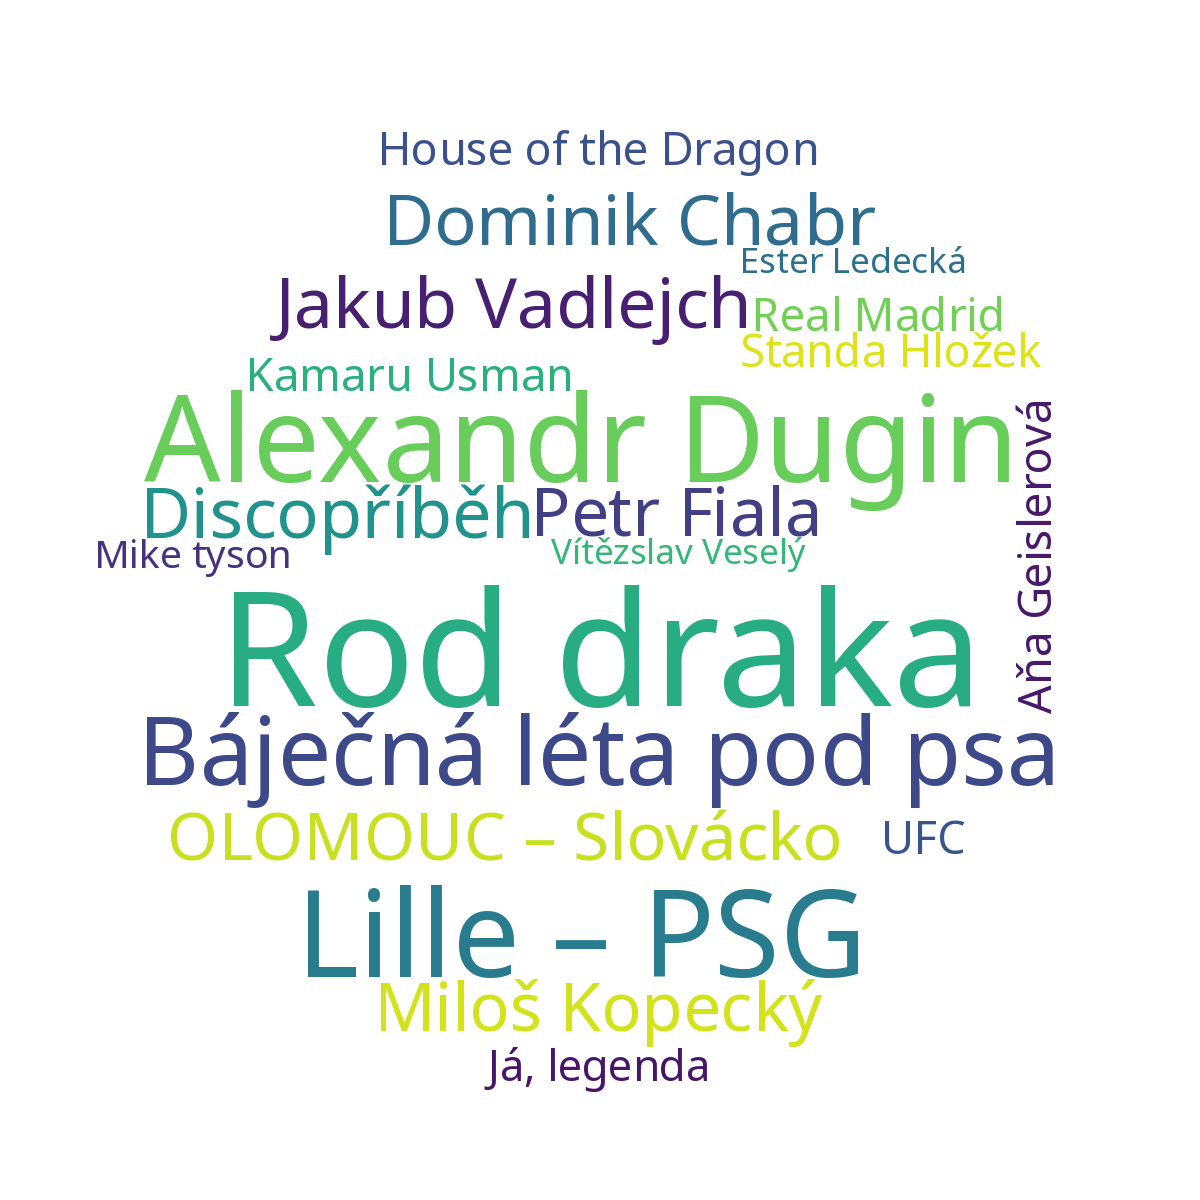 House of the Dragon
Dominik Chabr
Ester Ledecká
Jakub Vadlejch
Real Madrid
Standa Hložek
Kamaru Usman
Alexandr Dugin
Aňa Geislerová
Discopříběh
Petr Fiala
Mike tyson
Vítězslav Veselý
Rod draka
Báječná léta pod psa
OLOMOUC – Slovácko
UFC
Lille – PSG
Miloš Kopecký
Já, legenda